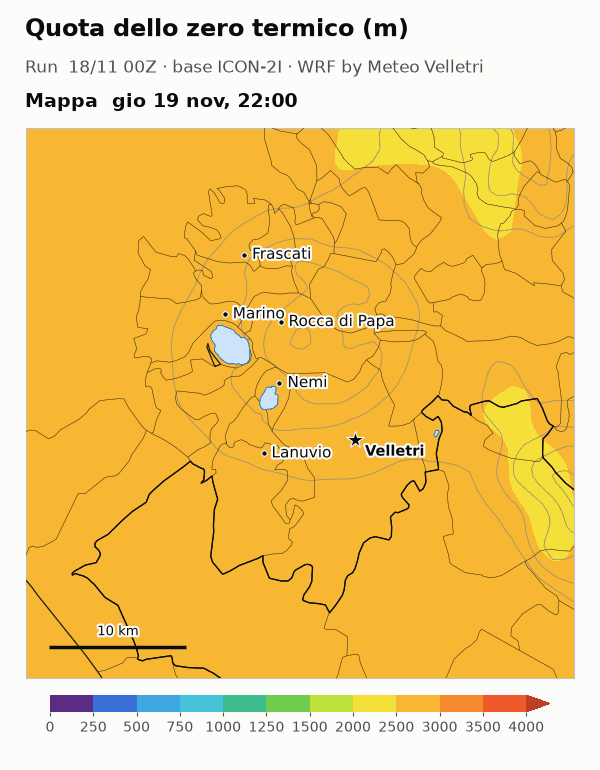 Quota dello zero termico (m)
Run  18/11 00Z · base ICON-2I · WRF by Meteo Velletri
Mappa  gio 19 nov, 22:00
Frascati
Marino
Rocca di Papa
Nemi
Velletri
Lanuvio
10 km
0 250 500 750 1000 1250 1500 2000 2500 3000 3500 4000